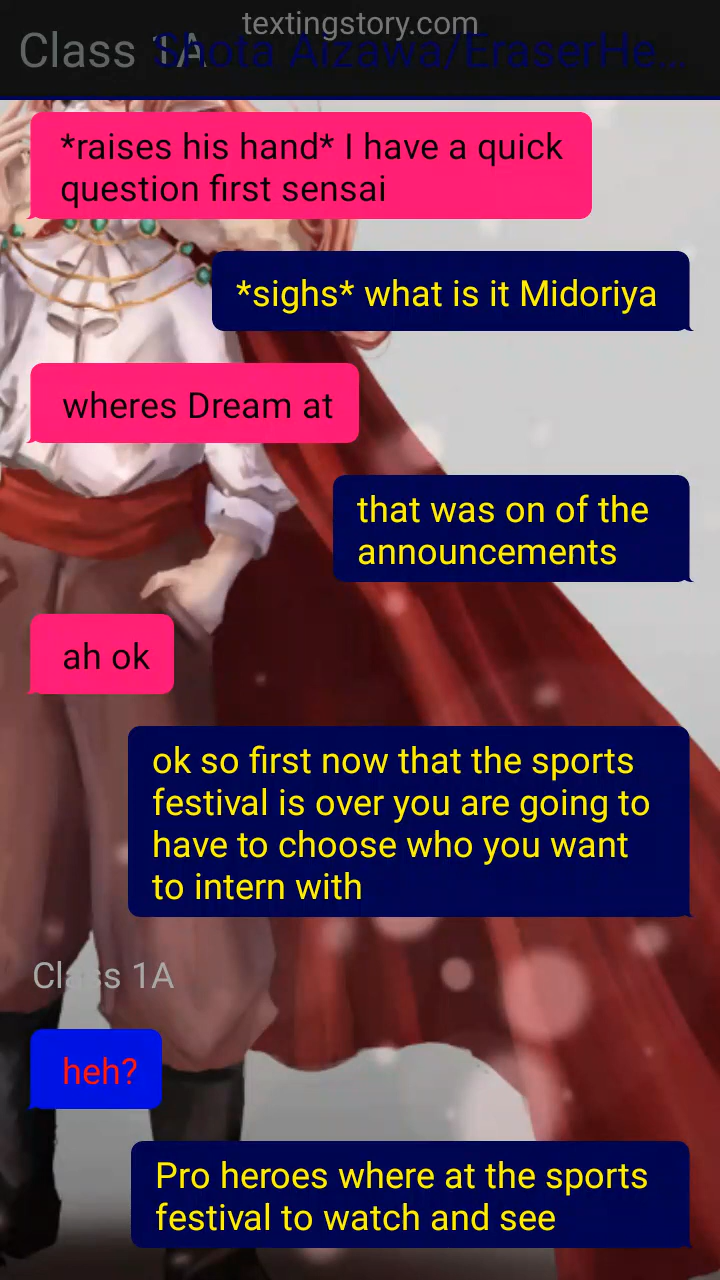 textingstory.com
Class 1A
Shota Aizawa/EraserHe...
*raises his hand* I have a quick
question first sensai
*sighs* what is it Midoriya
wheres Dream at
that was on of the
announcements
ah ok
ok so first now that the sports
festival is over you are going to
have to choose who you want
to intern with
Class 1A
heh?
Pro heroes where at the sports
festival to watch and see